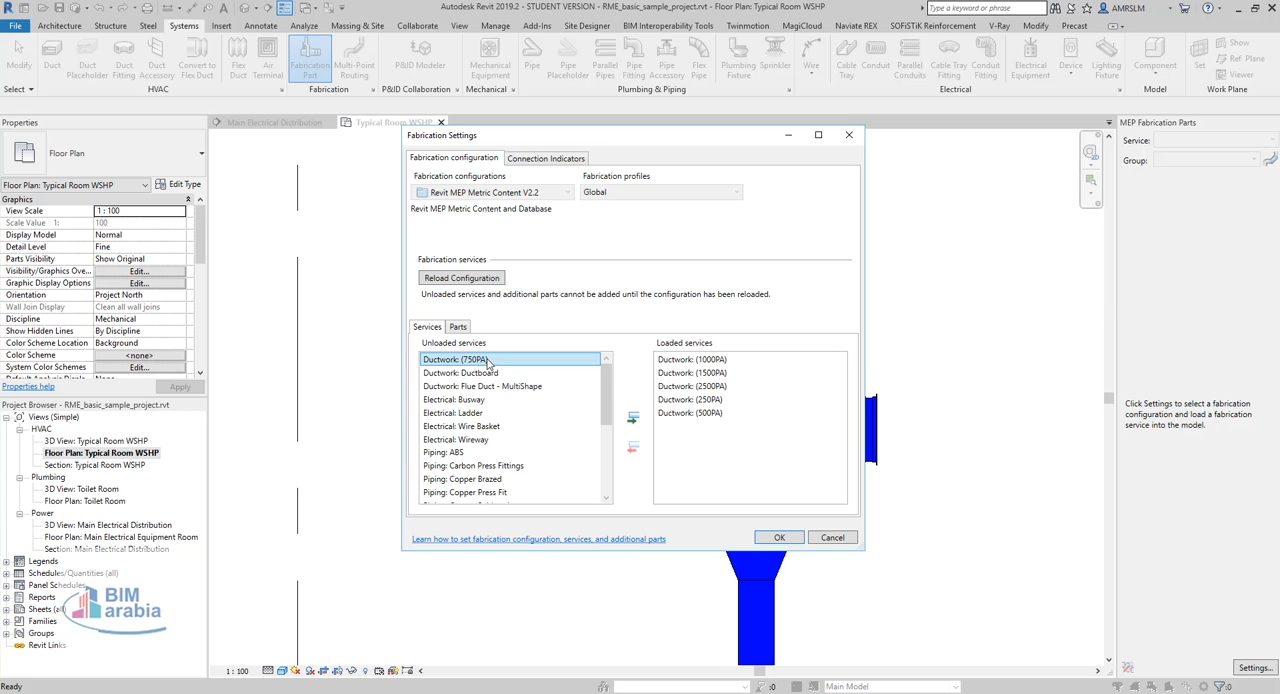 Autodesk Revit 2019.2 - STUDENT VERSION - RME_basic_sample_project.rvt - Floor Plan: Typical Room WSHP
Type a keyword or phrase
AMRSLM
File Architecture Structure Steel Systems Insert Annotate Analyze Massing & Site Collaborate View Manage Add-Ins Site Designer BIM Interoperability Tools Twinmotion MagiCloud Naviate REX SOFiSTiK Reinforcement V-Ray Modify Precast
Modify Duct Duct Placeholder Duct Fitting Duct Accessory Convert to Flex Duct Flex Duct Air Terminal Fabrication Part Multi-Point Routing P&ID Modeler Mechanical Equipment Pipe Pipe Placeholder Parallel Pipes Pipe Fitting Pipe Accessory Flex Pipe Plumbing Fixture Sprinkler Wire Cable Tray Conduit Parallel Conduits Cable Tray Fitting Conduit Fitting Electrical Equipment Device Lighting Fixture Component Set Show Ref Plane Viewer
Select HVAC Fabrication P&ID Collaboration Mechanical Plumbing & Piping Electrical Model Work Plane
Properties
Main Electrical Distribution
Typical Room WSHP
MEP Fabrication Parts
Service:
Group:
Floor Plan
Floor Plan: Typical Room WSHP
Edit Type
Graphics
View Scale 1 : 100
Scale Value 1: 100
Display Model Normal
Detail Level Fine
Parts Visibility Show Original
Visibility/Graphics Ove... Edit...
Graphic Display Options Edit...
Orientation Project North
Wall Join Display Clean all wall joins
Discipline Mechanical
Show Hidden Lines By Discipline
Color Scheme Location Background
Color Scheme <none>
System Color Schemes Edit...
Properties help
Apply
Project Browser - RME_basic_sample_project.rvt
Views (Simple)
HVAC
3D View: Typical Room WSHP
Floor Plan: Typical Room WSHP
Section: Typical Room WSHP
Plumbing
3D View: Toilet Room
Floor Plan: Toilet Room
Power
3D View: Main Electrical Distribution
Floor Plan: Main Electrical Equipment Room
Section: Main Electrical Distribution
Legends
Schedules/Quantities (all)
Panel Schedules
Reports
Sheets (all)
Families
Groups
Revit Links
BIM
arabia
Fabrication Settings
Fabrication configuration Connection Indicators
Fabrication configurations Fabrication profiles
Revit MEP Metric Content V2.2 Global
Revit MEP Metric Content and Database
Fabrication services
Reload Configuration
Unloaded services and additional parts cannot be added until the configuration has been reloaded.
Services Parts
Unloaded services Loaded services
Ductwork: (750PA)
Ductwork: Ductboard
Ductwork: Flue Duct - MultiShape
Electrical: Busway
Electrical: Ladder
Electrical: Wire Basket
Electrical: Wireway
Piping: ABS
Piping: Carbon Press Fittings
Piping: Copper Brazed
Piping: Copper Press Fit
Ductwork: (1000PA)
Ductwork: (1500PA)
Ductwork: (2500PA)
Ductwork: (250PA)
Ductwork: (500PA)
Learn how to set fabrication configuration, services, and additional parts
OK Cancel
Click Settings to select a fabrication
configuration and load a fabrication
service into the model.
Settings...
1 : 100
Ready
:0
Main Model
:0